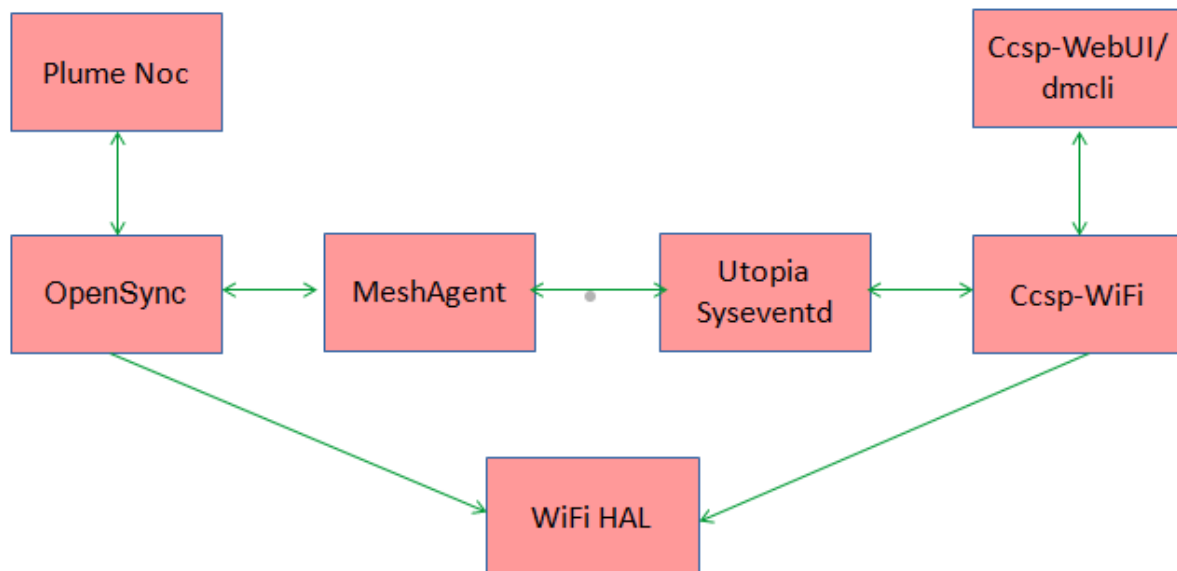 Plume Noc
Ccsp-WebUI/
dmcli
OpenSync
MeshAgent
Utopia
Syseventd
Ccsp-WiFi
WiFi HAL